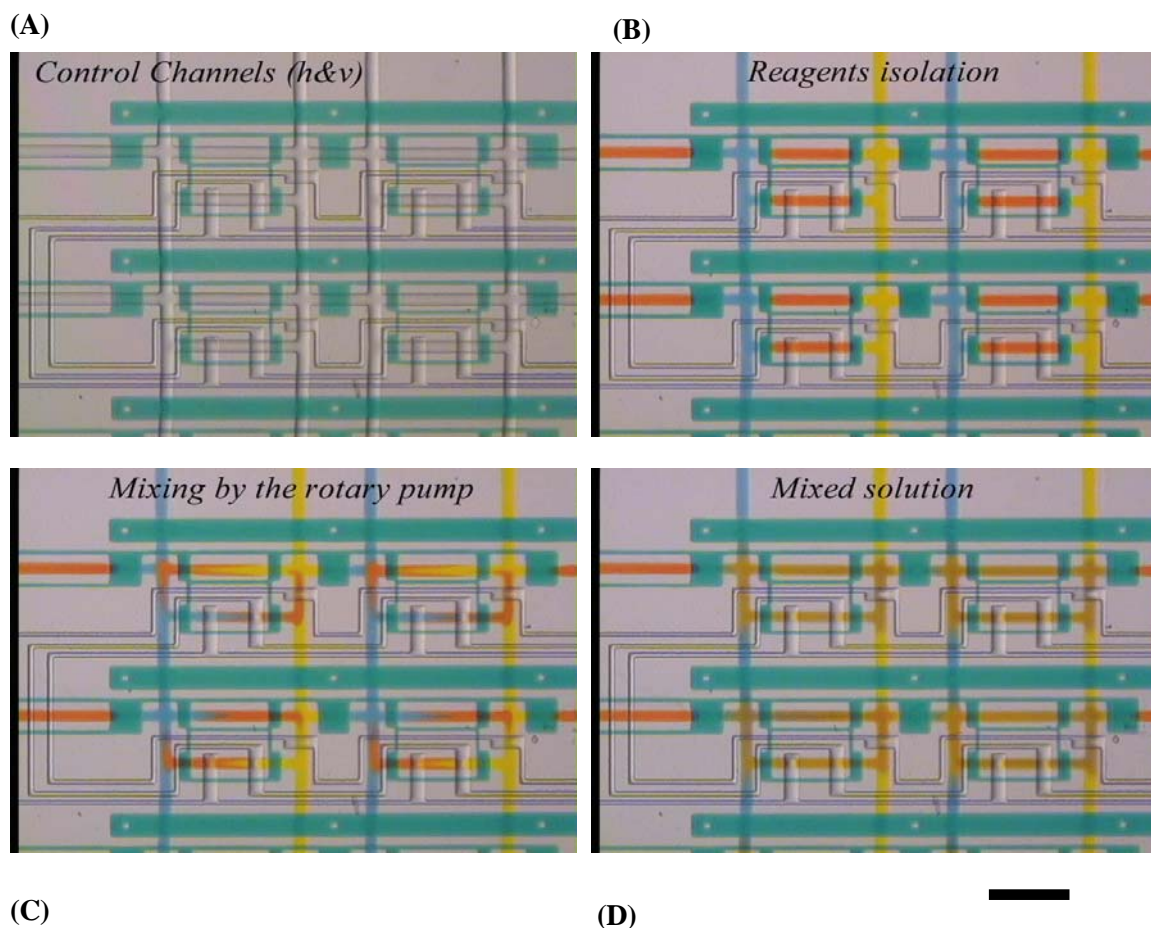 (A)
(B)
Control Channels (h&v)
Reagents isolation
Mixing by the rotary pump
Mixed solution
(C)
(D)